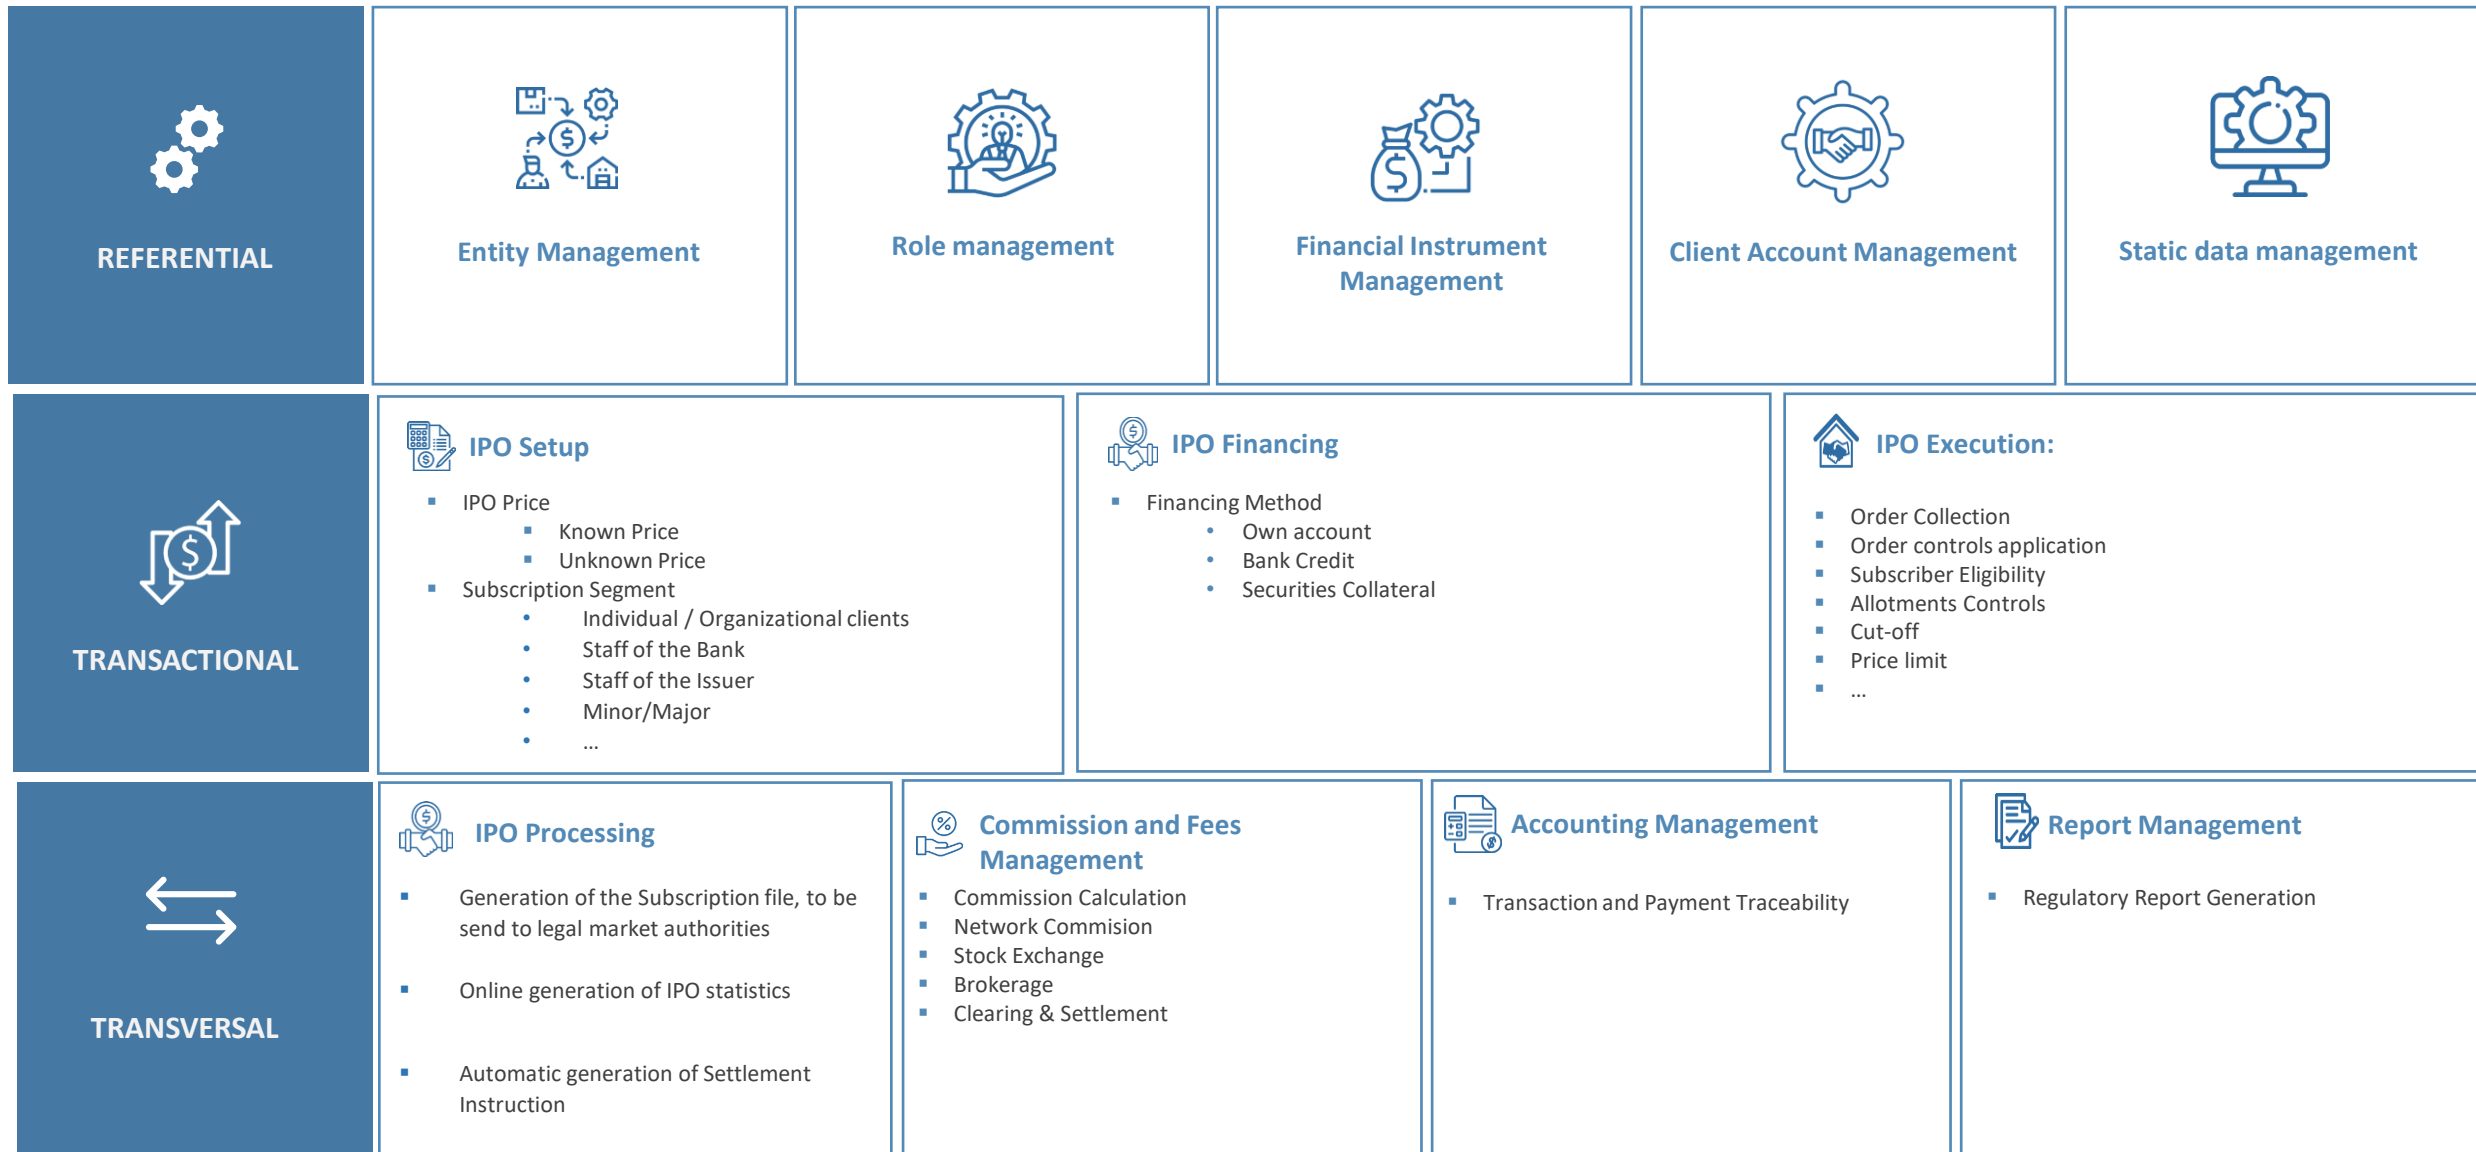 REFERENTIAL
Entity Management
Role management
Financial Instrument
Management
Client Account Management
Static data management
TRANSACTIONAL
IPO Setup
IPO Price
Known Price
Unknown Price
Subscription Segment
Individual / Organizational clients
Staff of the Bank
Staff of the Issuer
Minor/Major
...
IPO Financing
Financing Method
Own account
Bank Credit
Securities Collateral
IPO Execution:
Order Collection
Order controls application
Subscriber Eligibility
Allotments Controls
Cut-off
Price limit
...
TRANSVERSAL
IPO Processing
Generation of the Subscription file, to be
send to legal market authorities
Online generation of IPO statistics
Automatic generation of Settlement
Instruction
Commission and Fees
Management
Commission Calculation
Network Commision
Stock Exchange
Brokerage
Clearing & Settlement
Accounting Management
Transaction and Payment Traceability
Report Management
Regulatory Report Generation